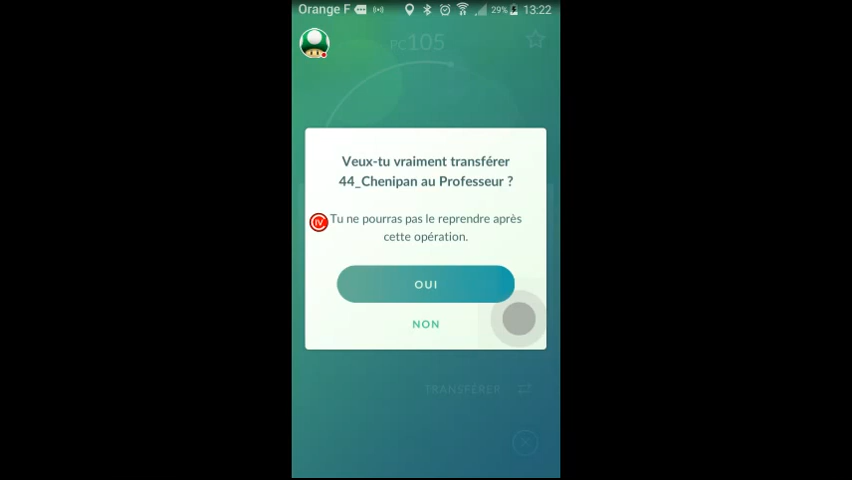 Orange F 29% 13:22
PC105
Veux-tu vraiment transférer
44_Chenipan au Professeur ?
IV
Tu ne pourras pas le reprendre après
cette opération.
OUI
NON
TRANSFÉRER